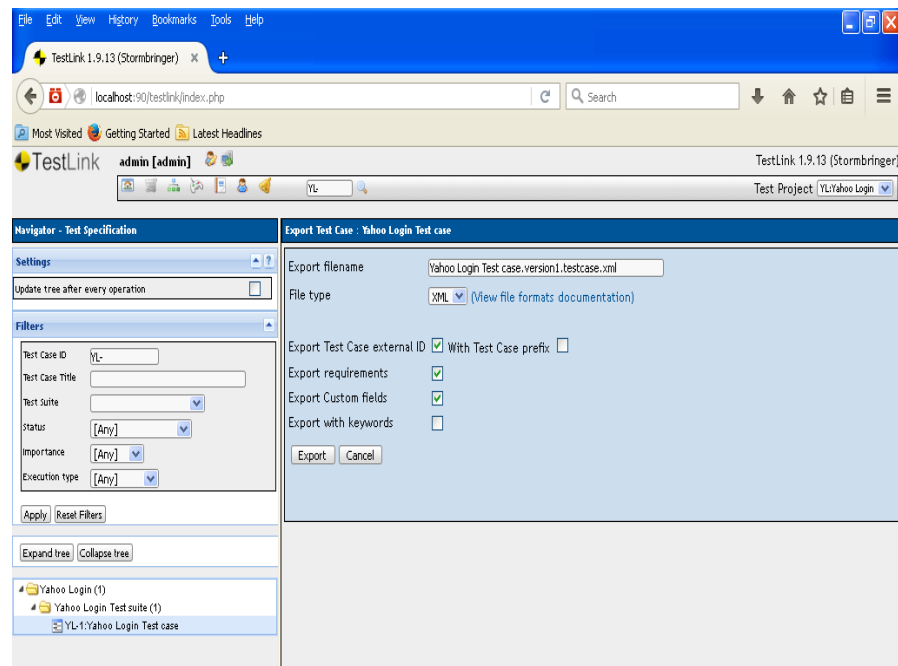 File Edit View History Bookmarks Tools Help
TestLink 1.9.13 (Stormbringer)
localhost:90/testlink/index.php
Search
Most Visited Getting Started Latest Headlines
TestLink admin [admin] TestLink 1.9.13 (Stormbringer)
YL- Test Project YL:Yahoo Login
Navigator - Test Specification
Settings
Update tree after every operation
Filters
Test Case ID YL-
Test Case Title
Test Suite
Status [Any]
Importance [Any]
Execution type [Any]
Apply Reset Filters
Expand tree Collapse tree
Yahoo Login (1)
Yahoo Login Test suite (1)
YL-1:Yahoo Login Test case
Export Test Case : Yahoo Login Test case
Export filename Yahoo Login Test case.version1.testcase.xml
File type XML (View file formats documentation)
Export Test Case external ID With Test Case prefix
Export requirements
Export Custom fields
Export with keywords
Export Cancel